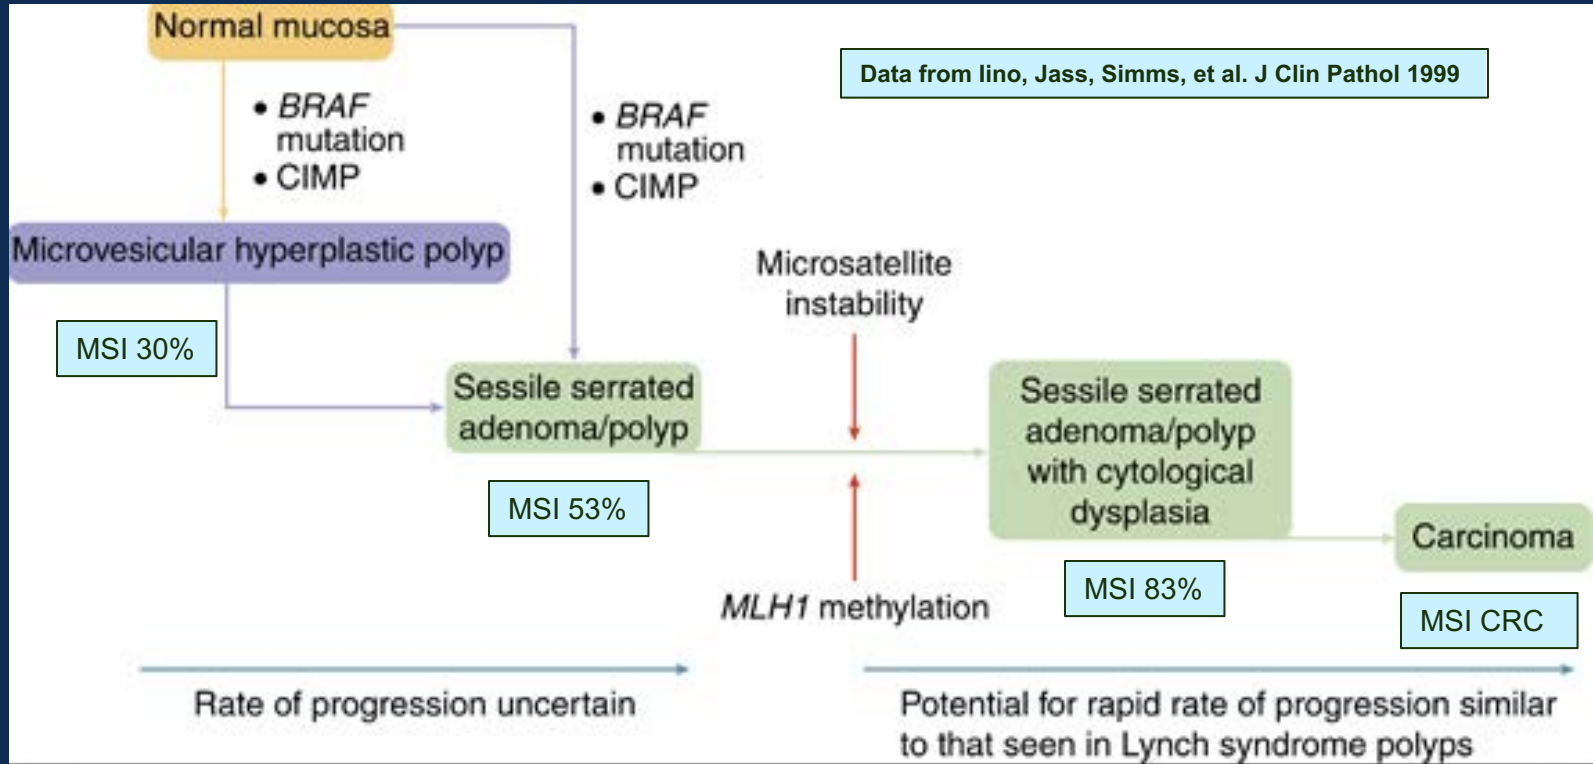 Normal mucosa
Data from Iino, Jass, Simms, et al. J Clin Pathol 1999
• BRAF
mutation
• CIMP
• BRAF
mutation
• CIMP
Microvesicular hyperplastic polyp
Microsatellite
instability
MSI 30%
Sessile serrated
adenoma/polyp
Sessile serrated
adenoma/polyp
with cytological
dysplasia
MSI 53%
Carcinoma
MLH1 methylation
MSI 83%
MSI CRC
Rate of progression uncertain
Potential for rapid rate of progression similar
to that seen in Lynch syndrome polyps